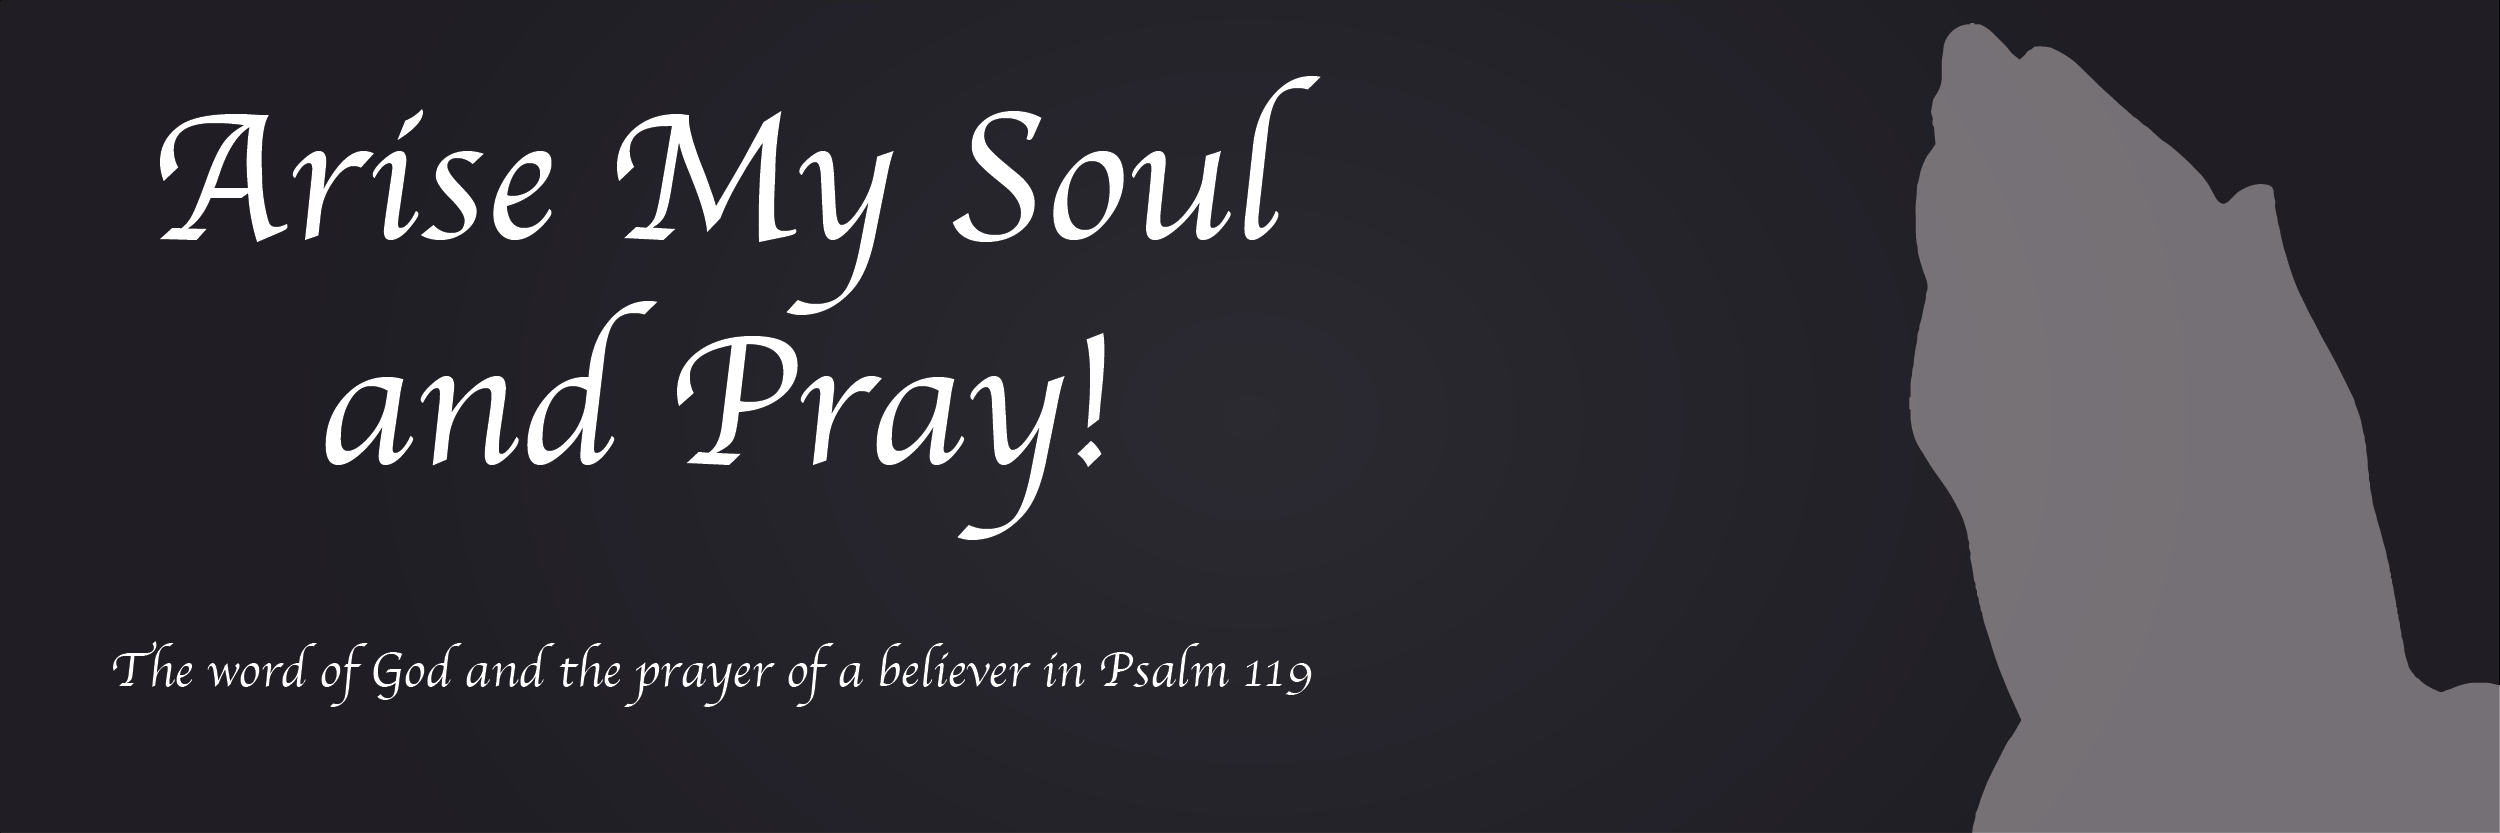 Arise My Soul
and Pray!
The word of God and the prayer of a believer in Psalm 119